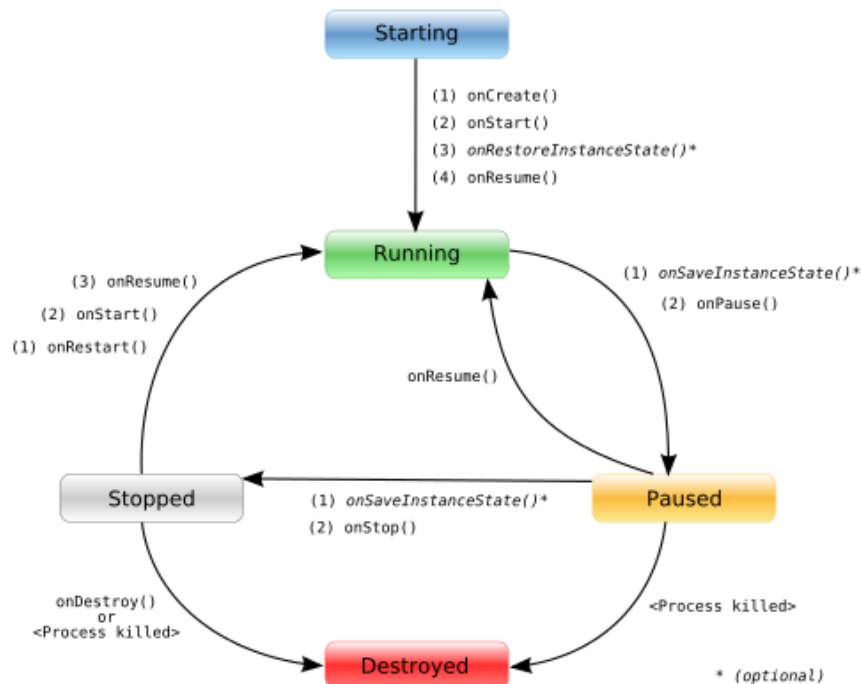 Starting
(1) onCreate()
(2) onStart()
(3) onRestoreInstanceState()*
(4) onResume()
Running
(3) onResume()
(2) onStart()
(1) onRestart()
(1) onSaveInstanceState()*
(2) onPause()
onResume()
Stopped
(1) onSaveInstanceState()*
(2) onStop()
Paused
onDestroy()
or
<Process killed>
<Process killed>
Destroyed
* (optional)